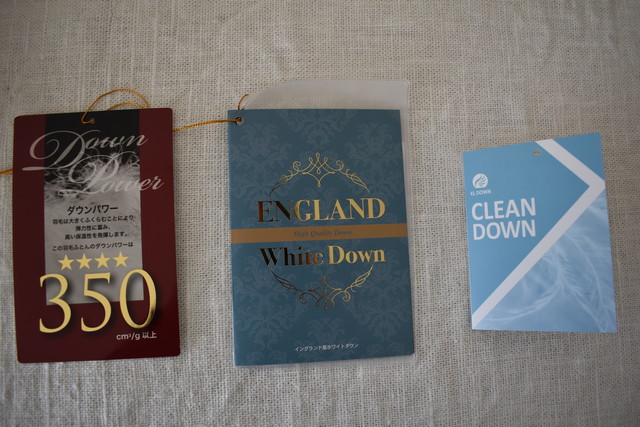 Down
Power
ダウンパワー
羽毛は大きくふくらむことにより
弾力性に富み、
高い保温性を発揮します。
この羽毛ふとんのダウンパワーは
★★★★
350
cm³/g 以上
ENGLAND
High Quality Down
White Down
イングランド産ホワイトダウン
KL DOWN
CLEAN
DOWN